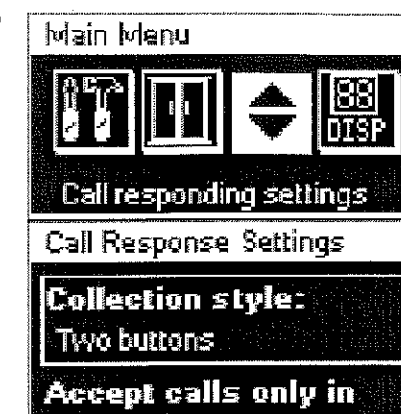 Main Menu
88
DISP
Call responding settings
Call Response Settings
Collection style:
Two buttons
Accept calls only in